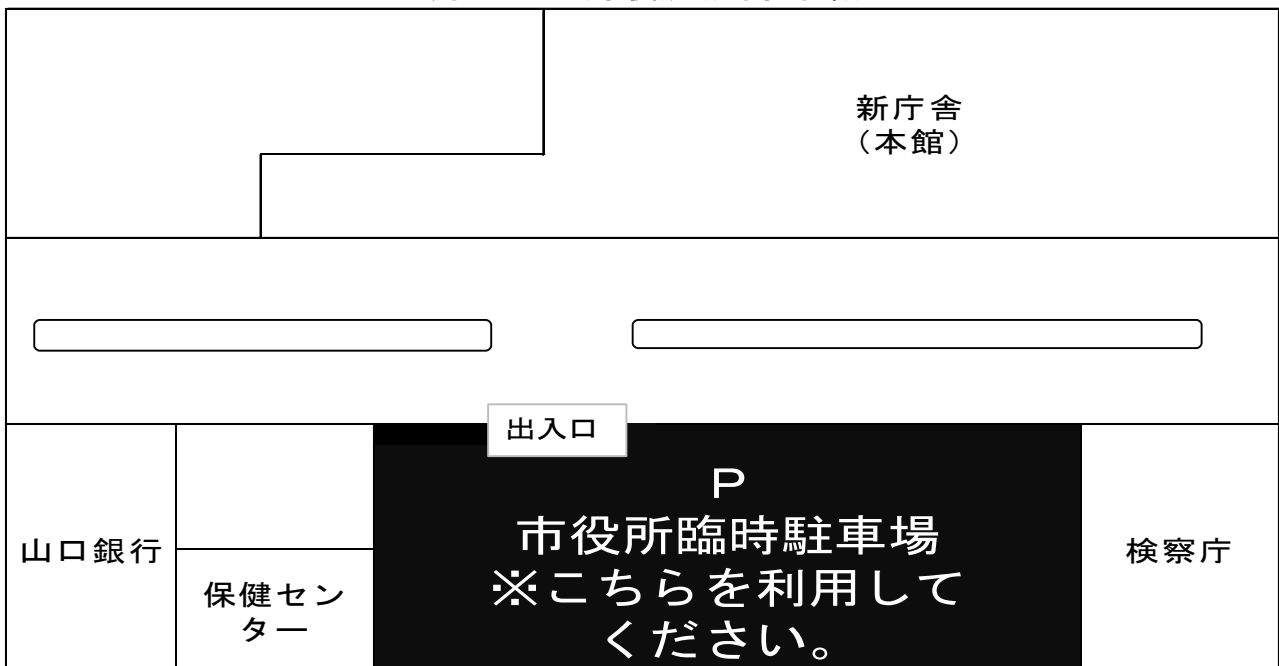 新庁舎
（本館）
出入口
P
市役所臨時駐車場
※こちらを利用して
ください。
山口銀行
保健セン
ター
検察庁